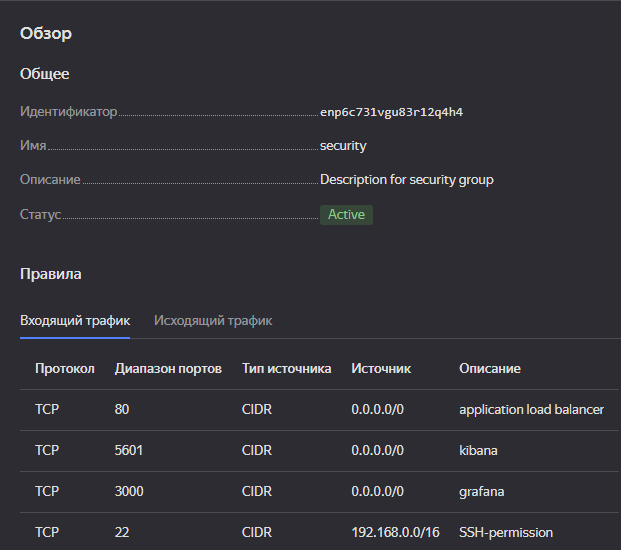 Обзор
Общее
Идентификатор enp6c731vgu83r12q4h4
Имя security
Описание Description for security group
Статус Active
Правила
Входящий трафик Исходящий трафик
Протокол Диапазон портов Тип источника Источник Описание
TCP 80 CIDR 0.0.0.0/0 application load balancer
TCP 5601 CIDR 0.0.0.0/0 kibana
TCP 3000 CIDR 0.0.0.0/0 grafana
TCP 22 CIDR 192.168.0.0/16 SSH-permission